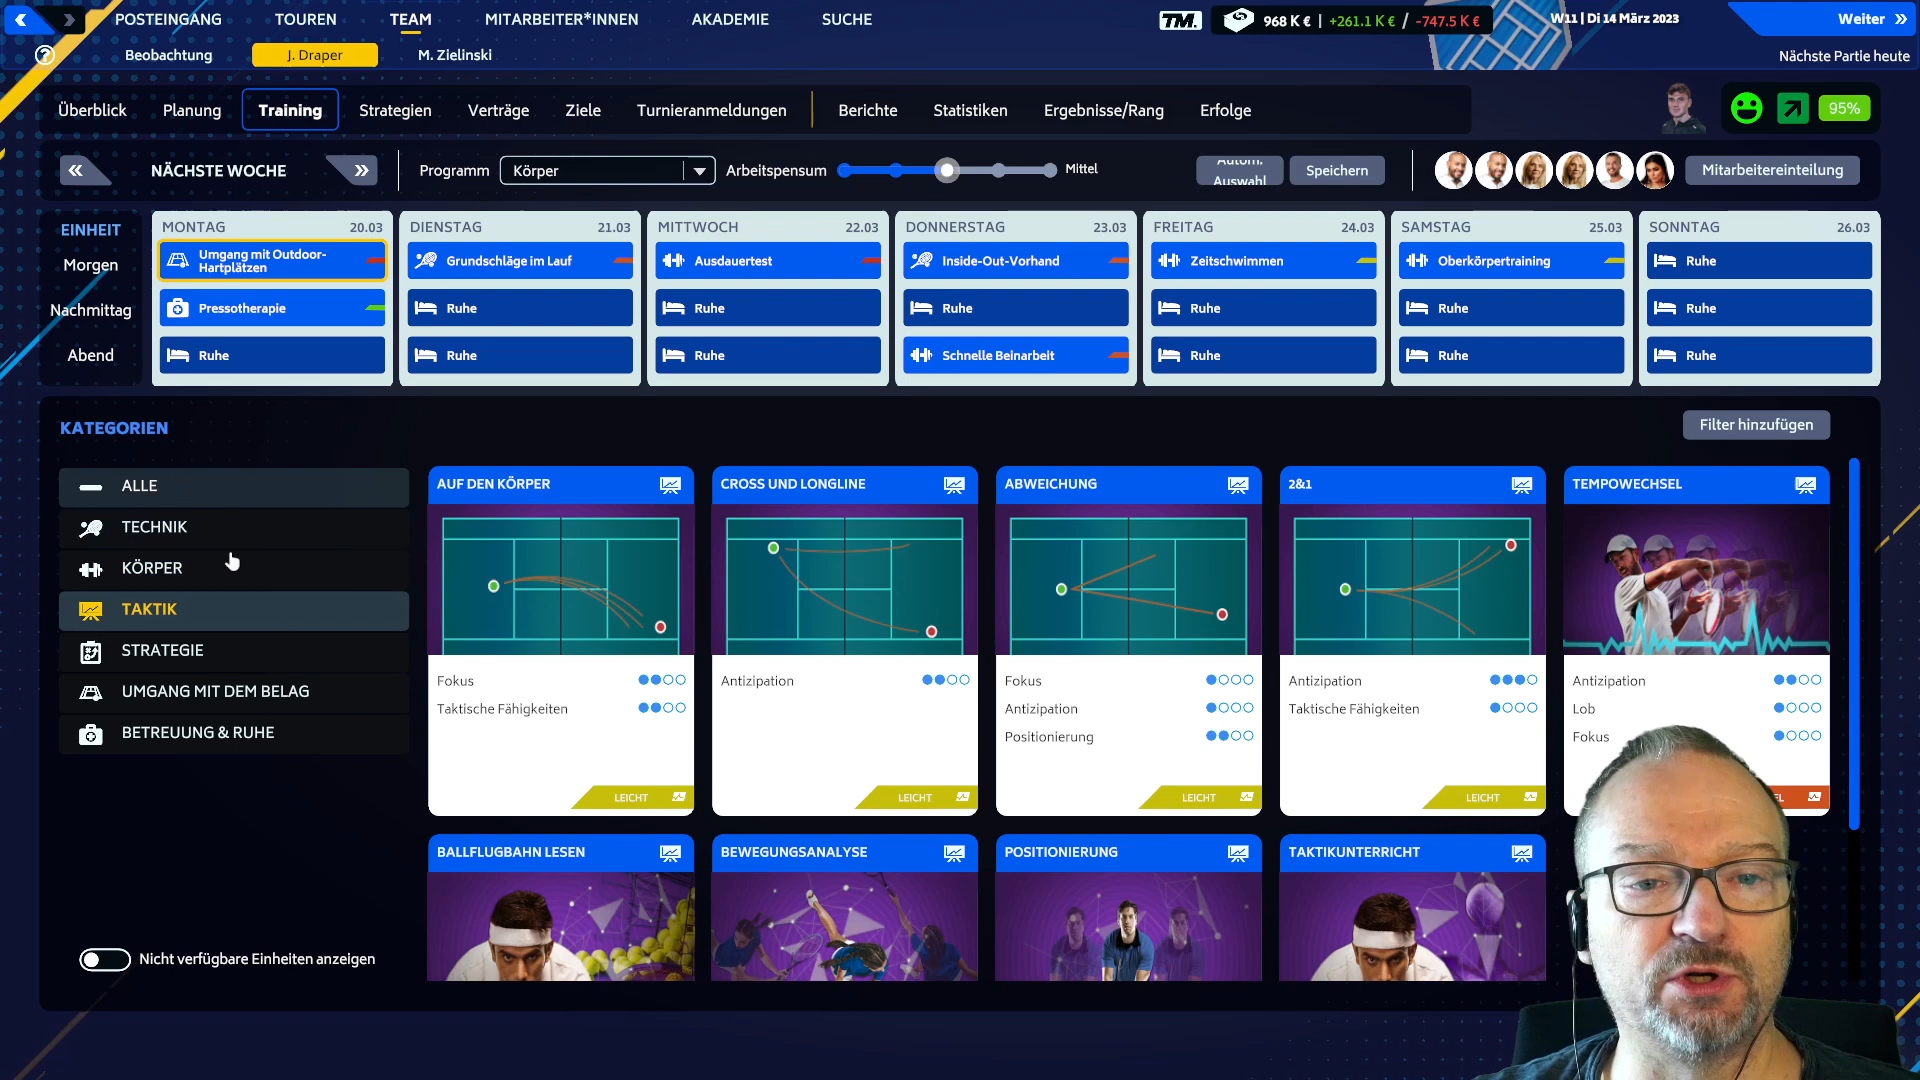 POSTEINGANG
TOUREN
TEAM
MITARBEITER*INNEN
AKADEMIE
SUCHE
TM.
968 K € | +261.1 K € / -747.5 K €
W11 | Di 14 März 2023
Weiter
Beobachtung
J. Draper
M. Zielinski
Nächste Partie heute
Überblick
Planung
Training
Strategien
Verträge
Ziele
Turnieranmeldungen
Berichte
Statistiken
Ergebnisse/Rang
Erfolge
95%
NÄCHSTE WOCHE
Programm
Körper
Arbeitspensum
Mittel
Autom.
Auswahl
Speichern
Mitarbeitereinteilung
EINHEIT
Morgen
Nachmittag
Abend
MONTAG 20.03
Umgang mit Outdoor-
Hartplätzen
Pressotherapie
Ruhe
DIENSTAG 21.03
Grundschläge im Lauf
Ruhe
Ruhe
MITTWOCH 22.03
Ausdauertest
Ruhe
Ruhe
DONNERSTAG 23.03
Inside-Out-Vorhand
Ruhe
Schnelle Beinarbeit
FREITAG 24.03
Zeitschwimmen
Ruhe
Ruhe
SAMSTAG 25.03
Oberkörpertraining
Ruhe
Ruhe
SONNTAG 26.03
Ruhe
Ruhe
Ruhe
KATEGORIEN
Filter hinzufügen
ALLE
TECHNIK
KÖRPER
TAKTIK
STRATEGIE
UMGANG MIT DEM BELAG
BETREUUNG & RUHE
Nicht verfügbare Einheiten anzeigen
AUF DEN KÖRPER
Fokus
Taktische Fähigkeiten
LEICHT
CROSS UND LONGLINE
Antizipation
LEICHT
ABWEICHUNG
Fokus
Antizipation
Positionierung
LEICHT
2&1
Antizipation
Taktische Fähigkeiten
LEICHT
TEMPOWECHSEL
Antizipation
Lob
Fokus
BALLFLUGBAHN LESEN
BEWEGUNGSANALYSE
POSITIONIERUNG
TAKTIKUNTERRICHT